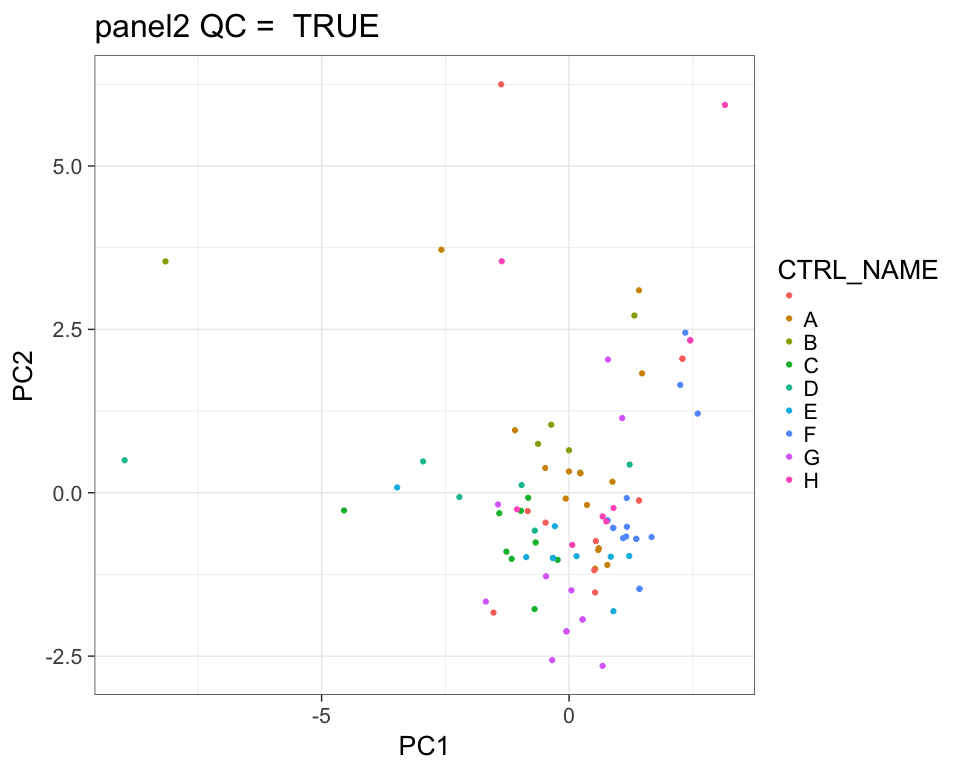 panel2 QC =  TRUE
PC2
5.0
2.5
0.0
-2.5
-5
0
PC1
CTRL_NAME
A
B
C
D
E
F
G
H